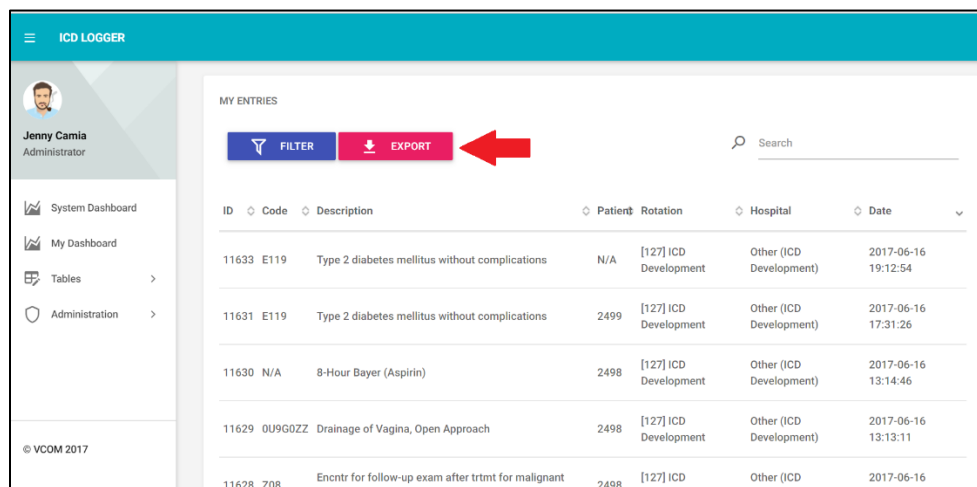 ICD LOGGER
Jenny Camia
Administrator
System Dashboard
My Dashboard
Tables
Administration
© VCOM 2017
MY ENTRIES
FILTER
EXPORT
Search
ID Code Description Patient Rotation Hospital Date
11633 E119 Type 2 diabetes mellitus without complications N/A [127] ICD Development Other (ICD Development) 2017-06-16 19:12:54
11631 E119 Type 2 diabetes mellitus without complications 2499 [127] ICD Development Other (ICD Development) 2017-06-16 17:31:26
11630 N/A 8-Hour Bayer (Aspirin) 2498 [127] ICD Development Other (ICD Development) 2017-06-16 13:14:46
11629 0U9G0ZZ Drainage of Vagina, Open Approach 2498 [127] ICD Development Other (ICD Development) 2017-06-16 13:13:11
11628 Z08 Encntr for follow-up exam after trtmt for malignant 2498 [127] ICD Other (ICD 2017-06-16